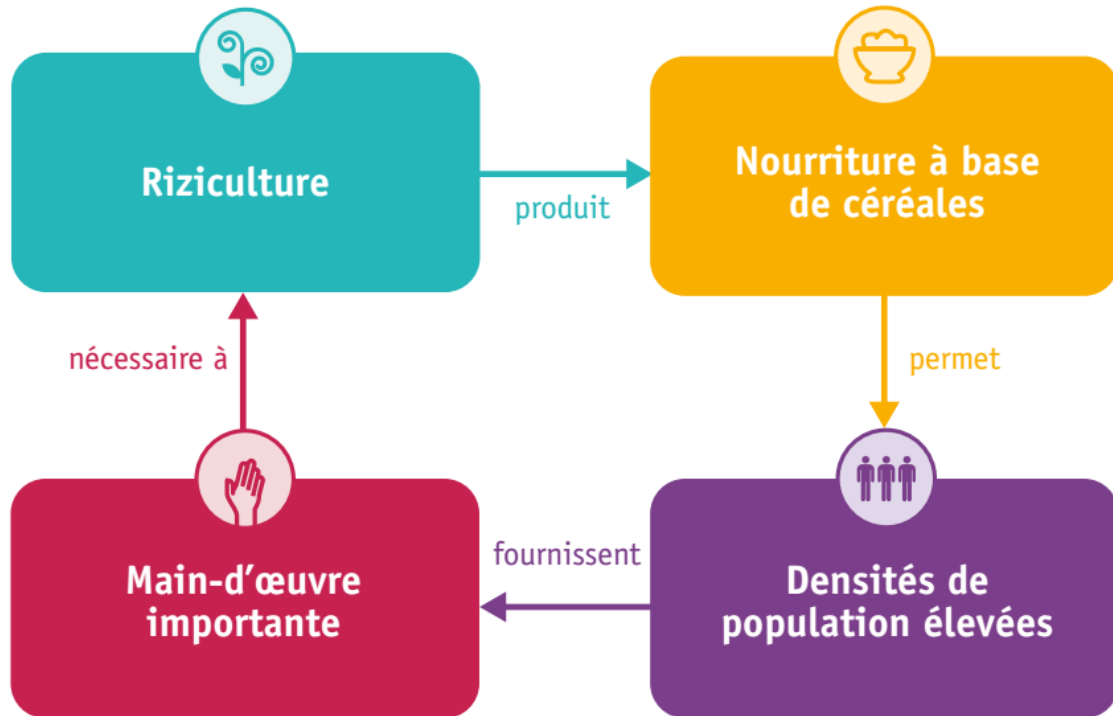 Riziculture
produit
Nourriture à base
de céréales
permet
Densités de
population élevées
fournissent
Main-d’œuvre
importante
nécessaire à